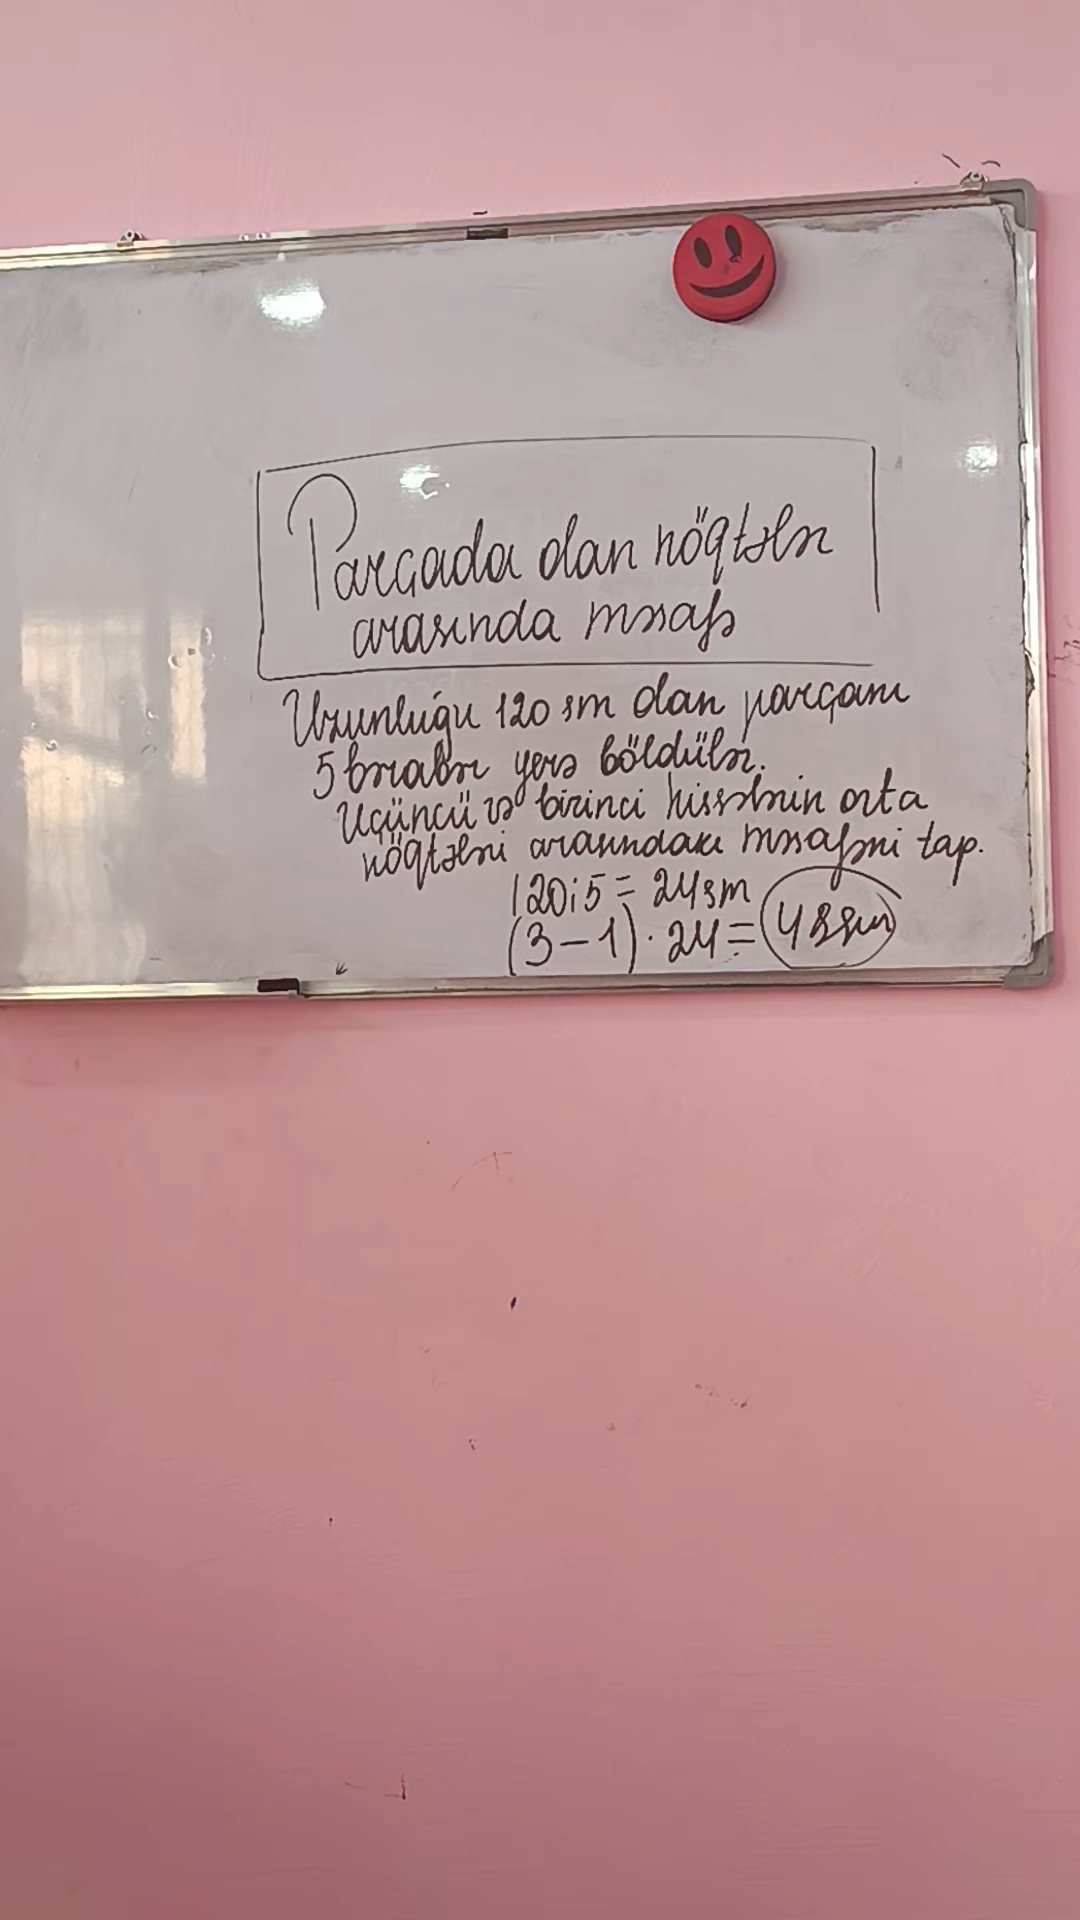 Parçada olan nöqtələr
arasında məsafə
Uzunluğu 120 sm olan parçanı
5 bərabər yerə böldülər.
Üçüncü və birinci hissələrin orta
nöqtələri arasındakı məsafəni tap.
120:5 = 24sm
(3-1)·24= 48sm